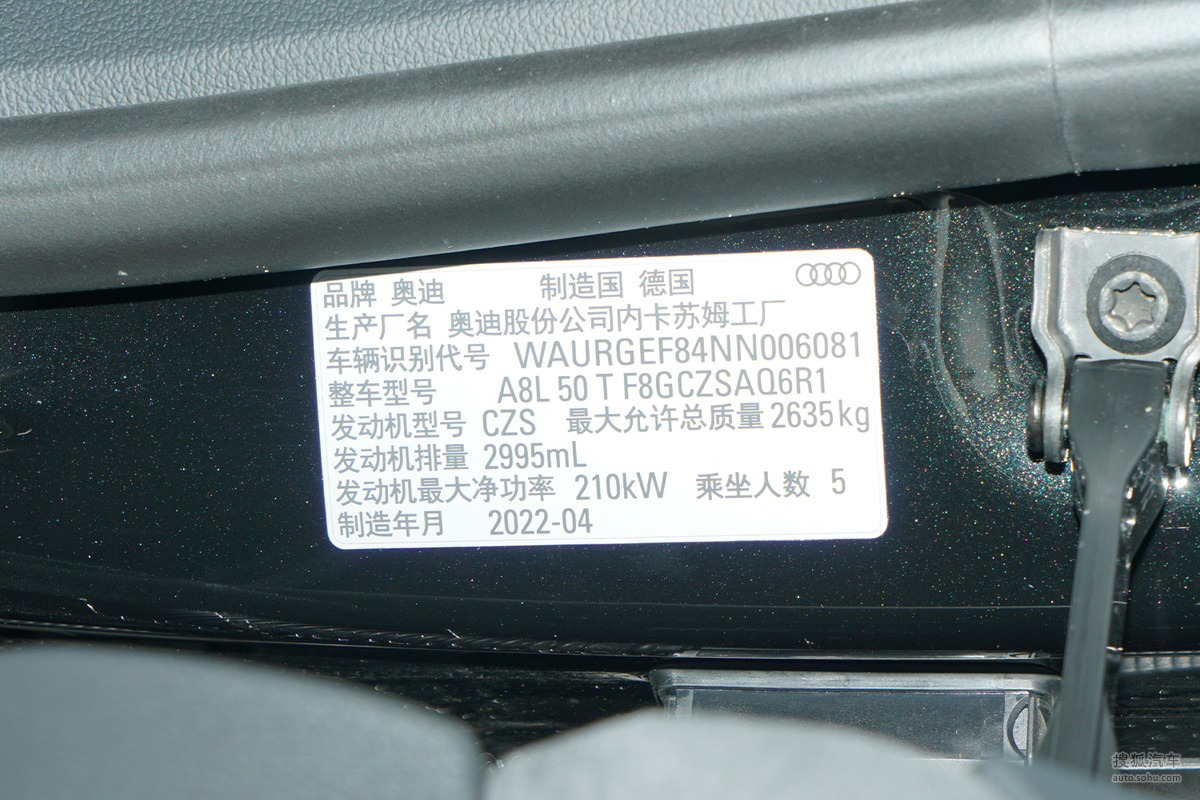 品牌 奥迪 制造国 德国
生产厂名 奥迪股份公司内卡苏姆工厂
车辆识别代号 WAURGEF84NN006081
整车型号 A8L 50 T F8GCZSAQ6R1
发动机型号 CZS 最大允许总质量 2635kg
发动机排量 2995mL
发动机最大净功率 210kW 乘坐人数 5
制造年月 2022-04
搜狐汽车
auto.sohu.com